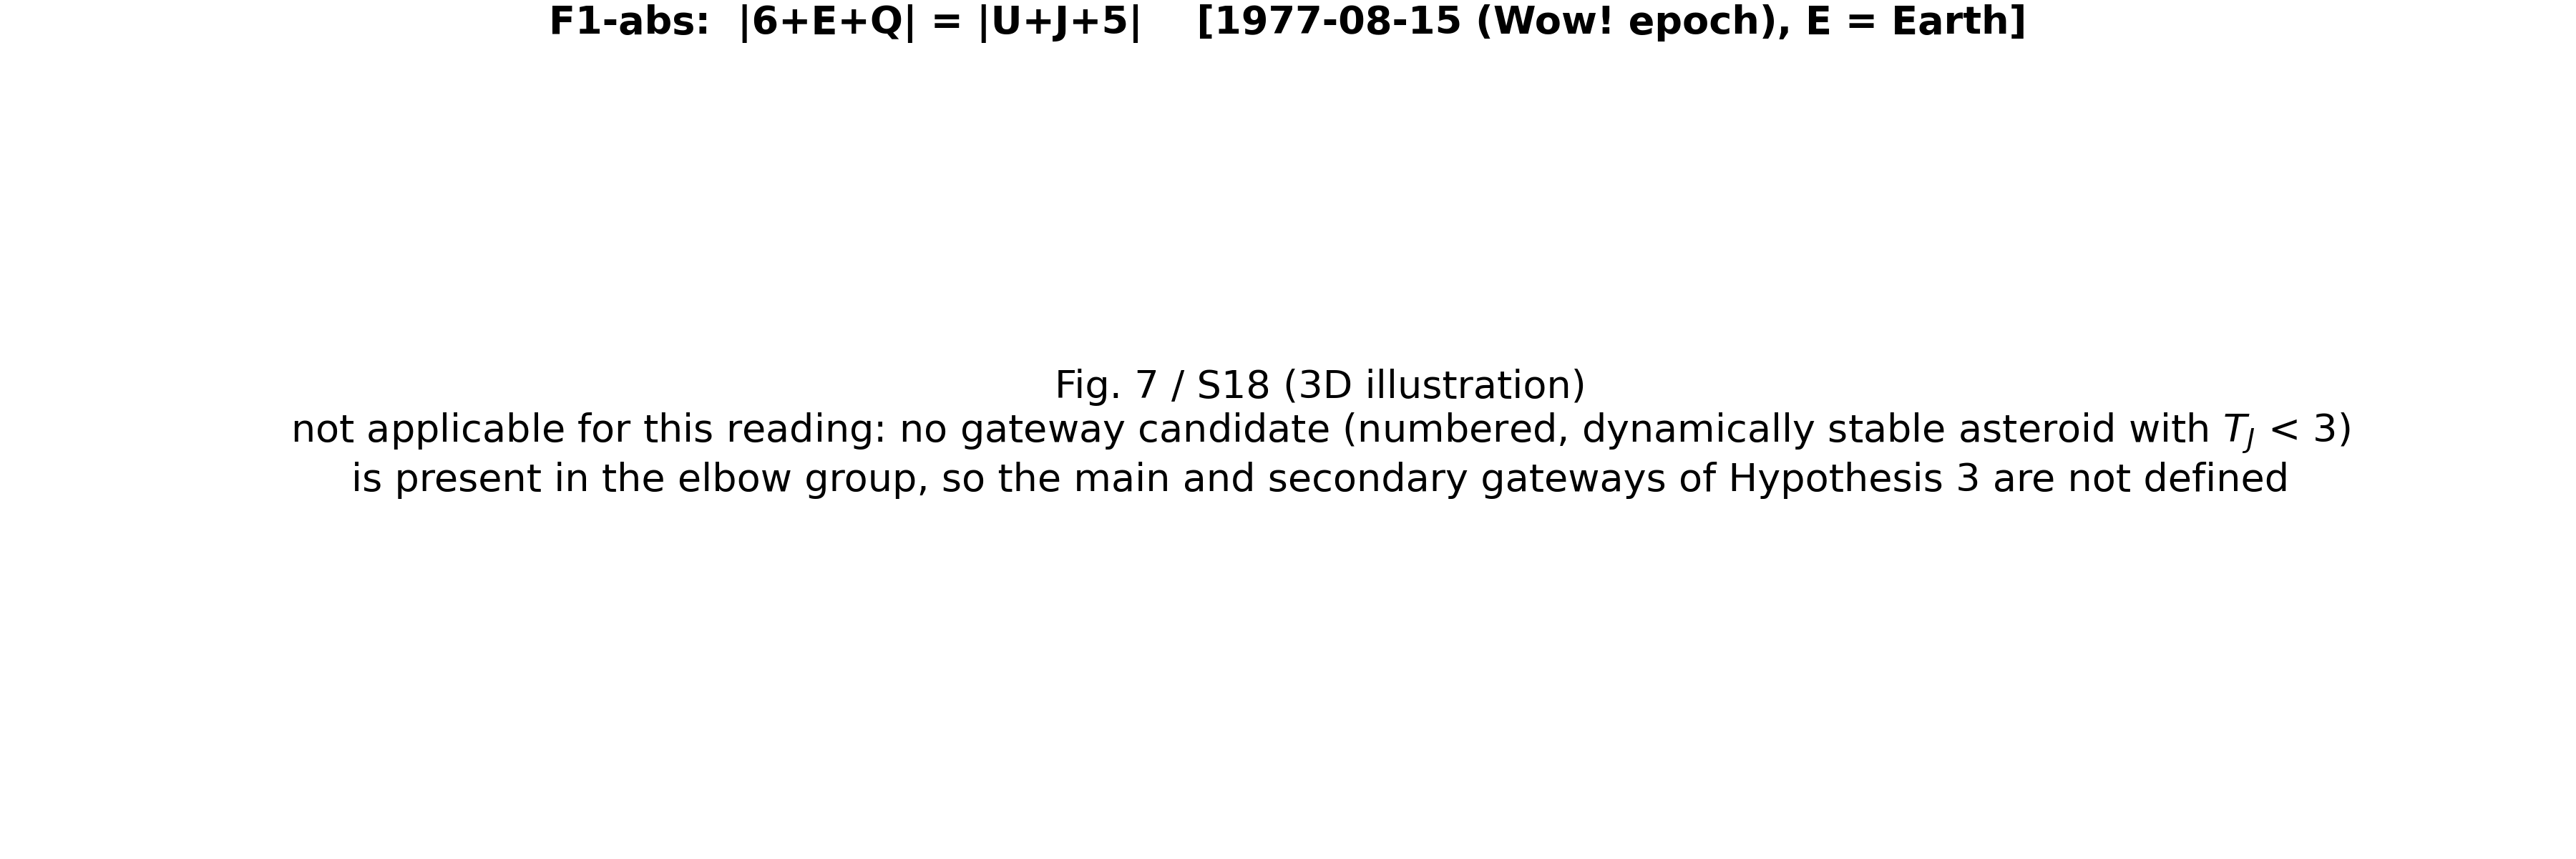 F1-abs:  |6+E+Q| = |U+J+5|    [1977-08-15 (Wow! epoch), E = Earth]
Fig. 7 / S18 (3D illustration)
not applicable for this reading: no gateway candidate (numbered, dynamically stable asteroid with T_J < 3)
is present in the elbow group, so the main and secondary gateways of Hypothesis 3 are not defined